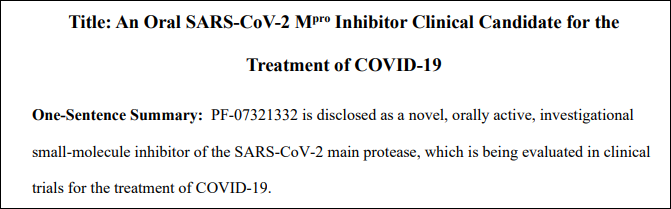 Title: An Oral SARS-CoV-2 Mᵖʳᵒ Inhibitor Clinical Candidate for the
Treatment of COVID-19
One-Sentence Summary: PF-07321332 is disclosed as a novel, orally active, investigational
small-molecule inhibitor of the SARS-CoV-2 main protease, which is being evaluated in clinical
trials for the treatment of COVID-19.